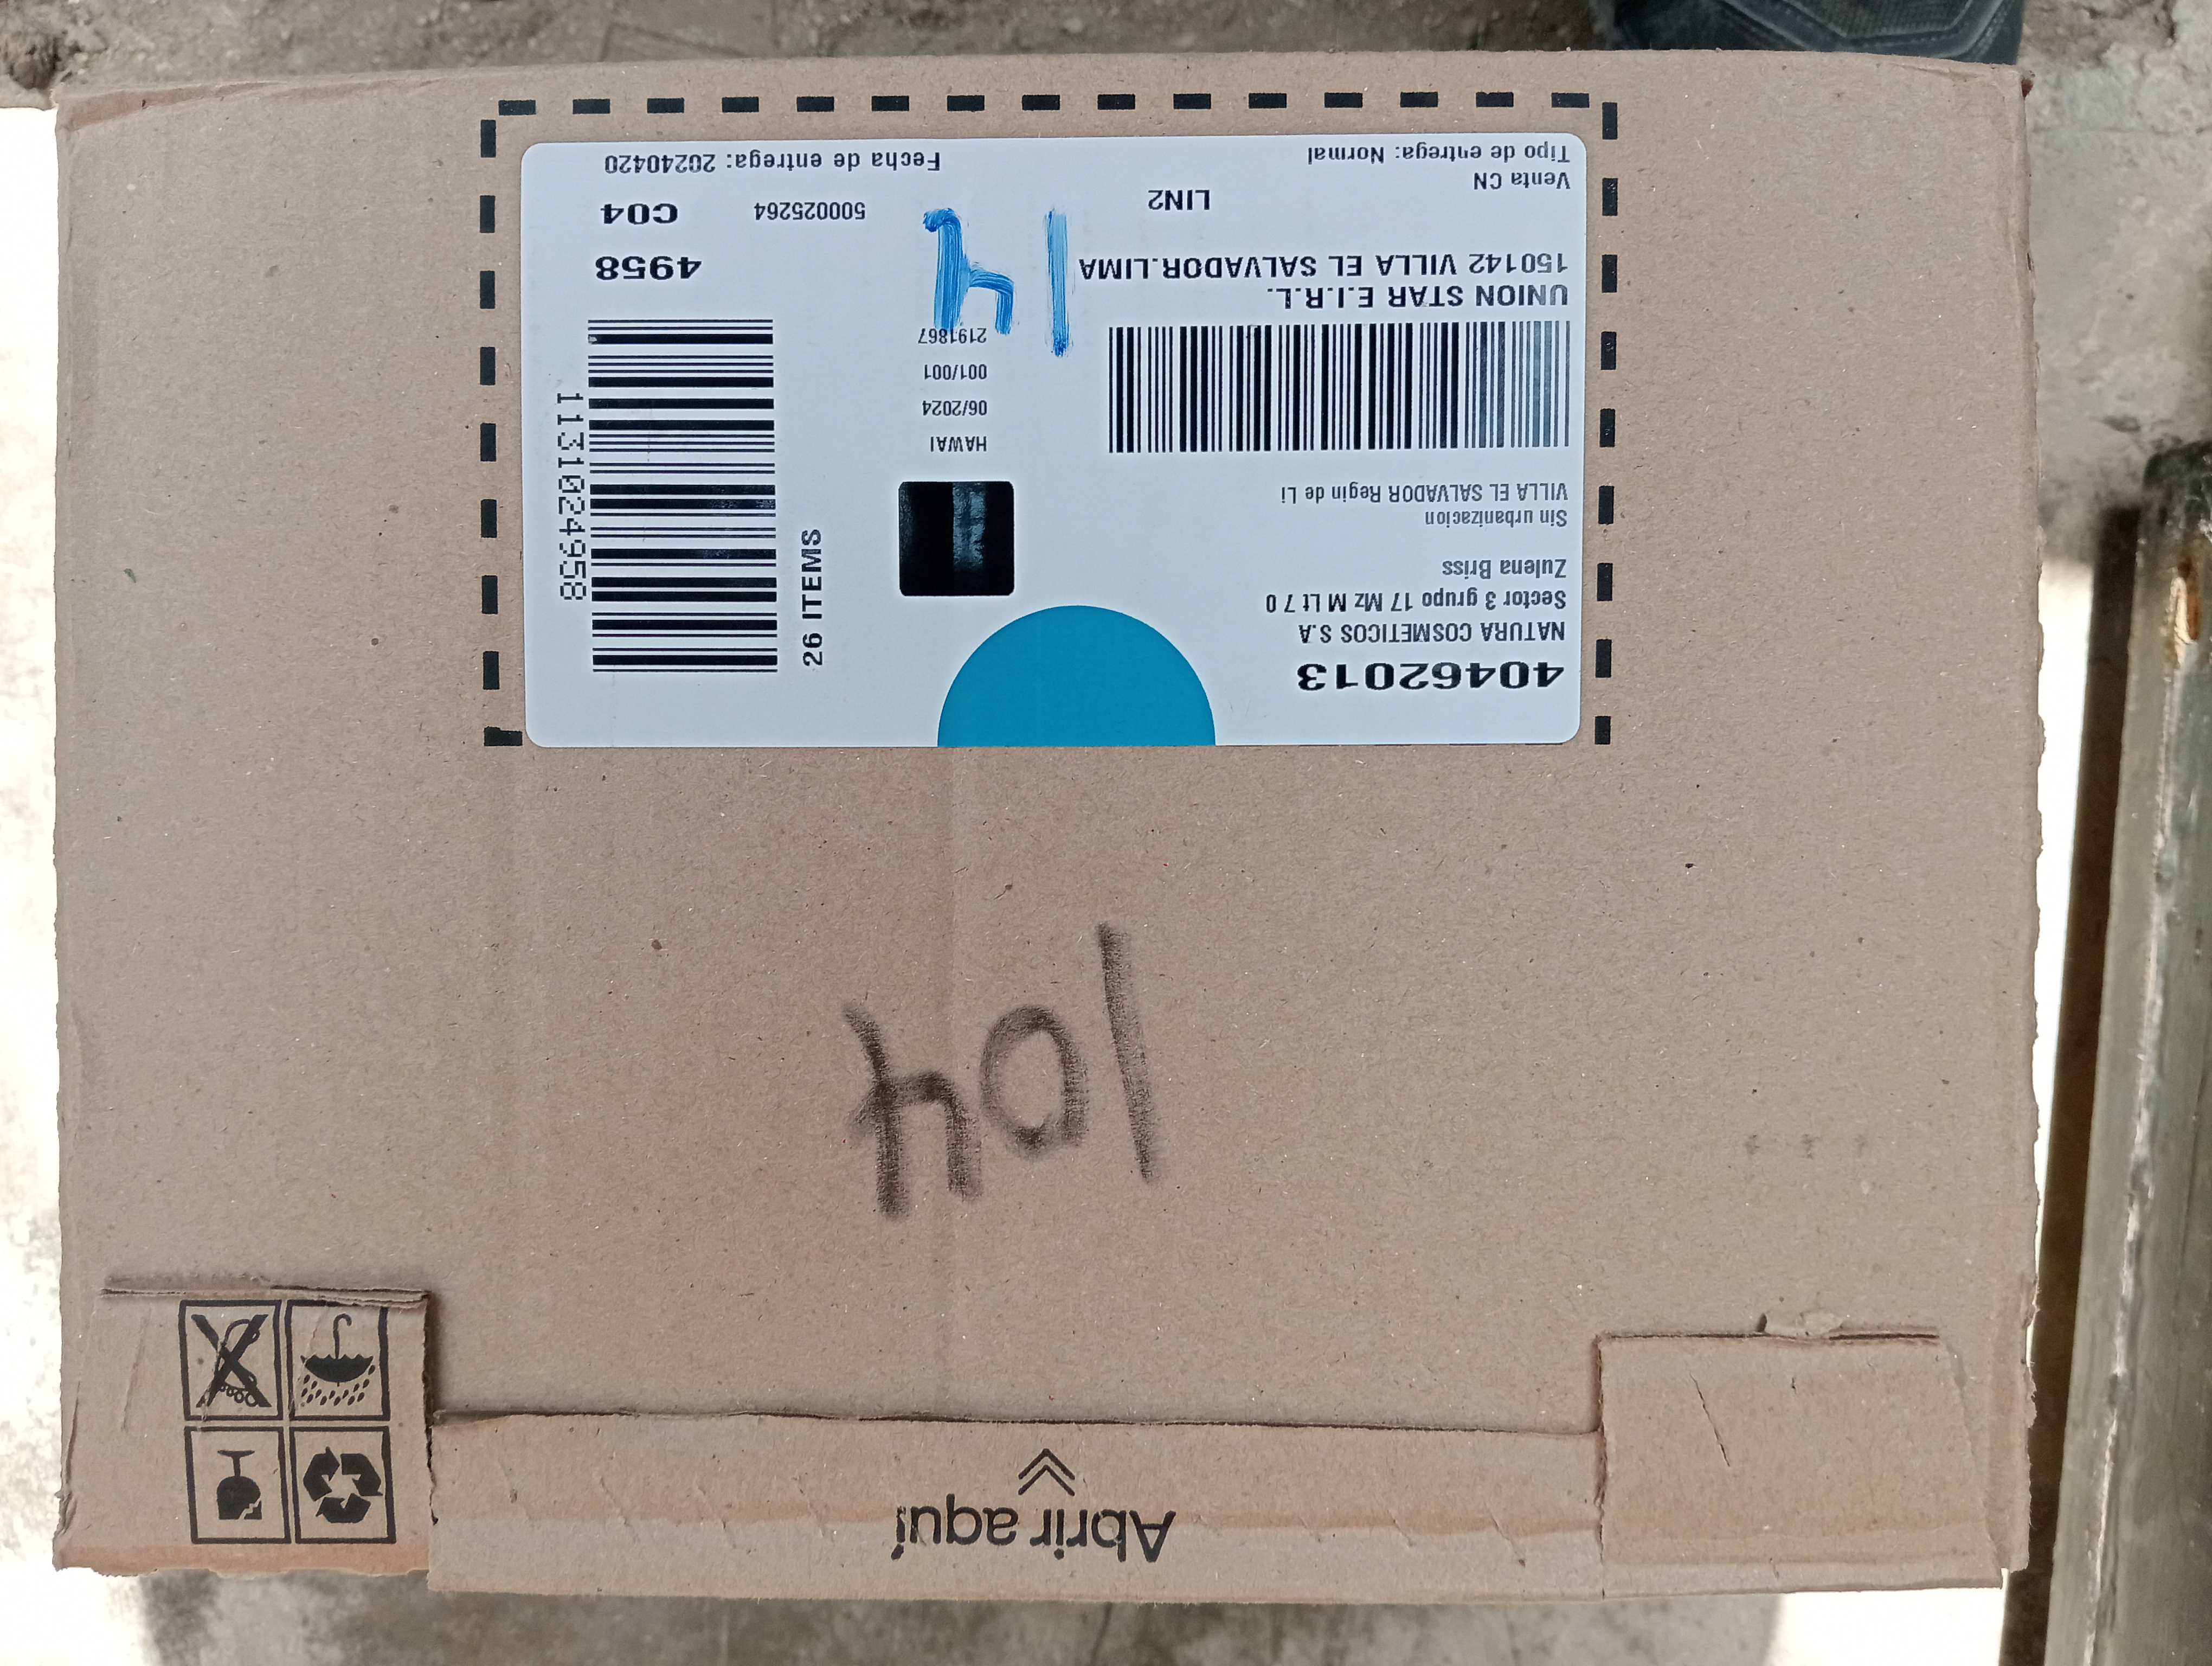 Abrir aquí
104
40462013
NATURA COSMETICOS S.A
Sector 3 grupo 17 Mz M Lt 7 0
Zulena Briss
Sin urbanizacion
VILLA EL SALVADOR Regin de Li
UNION STAR E.I.R.L.
150142 VILLA EL SALVADOR.LIMA
LIN2
Venta CN
Tipo de entrega: Normal
HAWAI
06/2024
001/001
2191867
14
26 ITEMS
1131024958
4958
500025264
C04
Fecha de entrega: 20240420